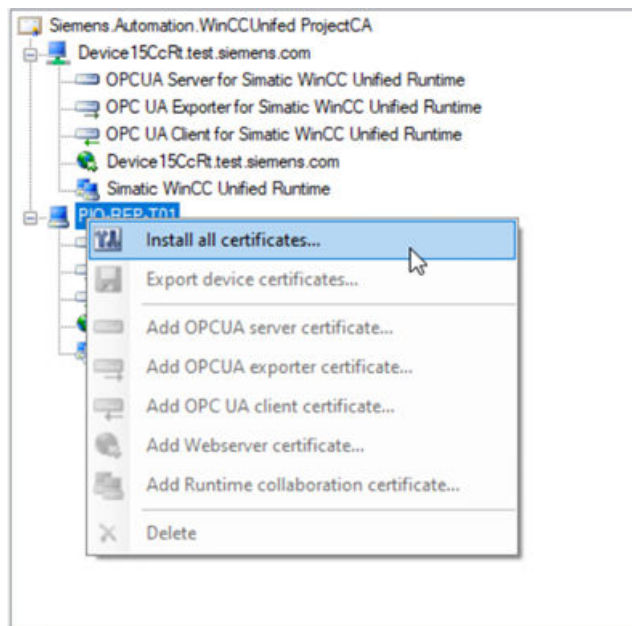 Siemens.Automation.WinCCUnifed ProjectCA
Device15CcRt.test.siemens.com
OPCUA Server for Simatic WinCC Unified Runtime
OPC UA Exporter for Simatic WinCC Unified Runtime
OPC UA Client for Simatic WinCC Unified Runtime
Device15CcRt.test.siemens.com
Simatic WinCC Unified Runtime
Install all certificates...
Export device certificates...
Add OPCUA server certificate...
Add OPCUA exporter certificate...
Add OPC UA client certificate...
Add Webserver certificate...
Add Runtime collaboration certificate...
Delete